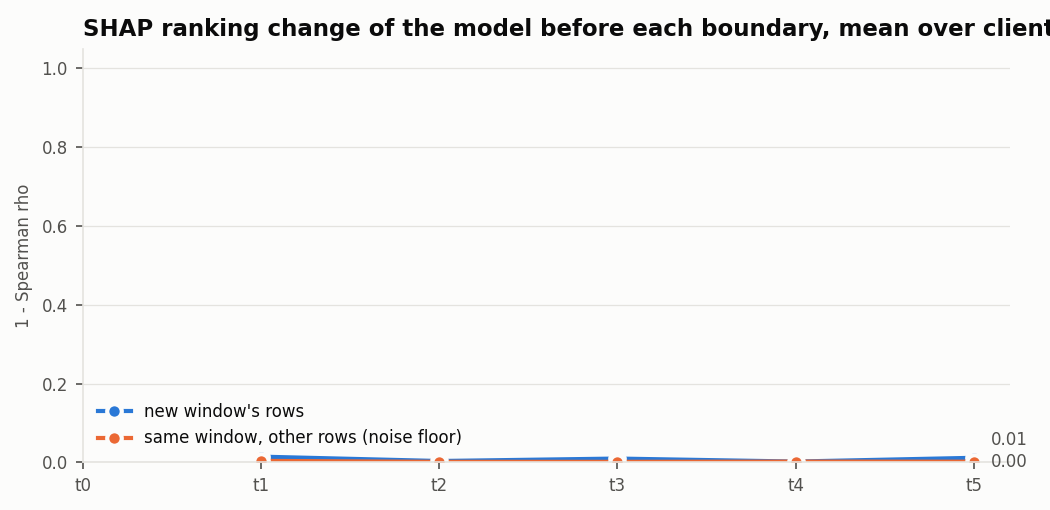 SHAP ranking change of the model before each boundary, mean over client
1.0
0.8
0.6
0.4
0.2
0.0
1 - Spearman rho
new window's rows
same window, other rows (noise floor)
0.01
0.00
t0 t1 t2 t3 t4 t5